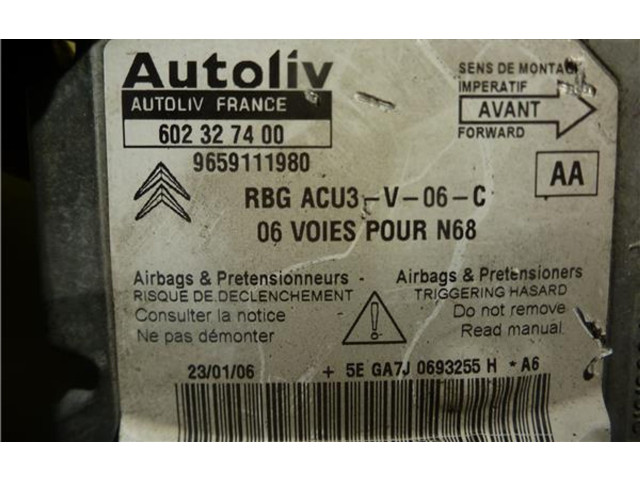 Autoliv
AUTOLIV FRANCE
602 32 74 00
9659111980
SENS DE MONTAGE
IMPERATIF
AVANT
FORWARD
AA
RBG ACU3-V-06-C
06 VOIES POUR N68
Airbags & Pretensionneurs
RISQUE DE DECLENCHEMENT
Consulter la notice
Ne pas démonter
Airbags & Pretensioners
TRIGGERING HASARD
Do not remove
Read manual
23/01/06 + 5E GA7J 0693255 H * A6